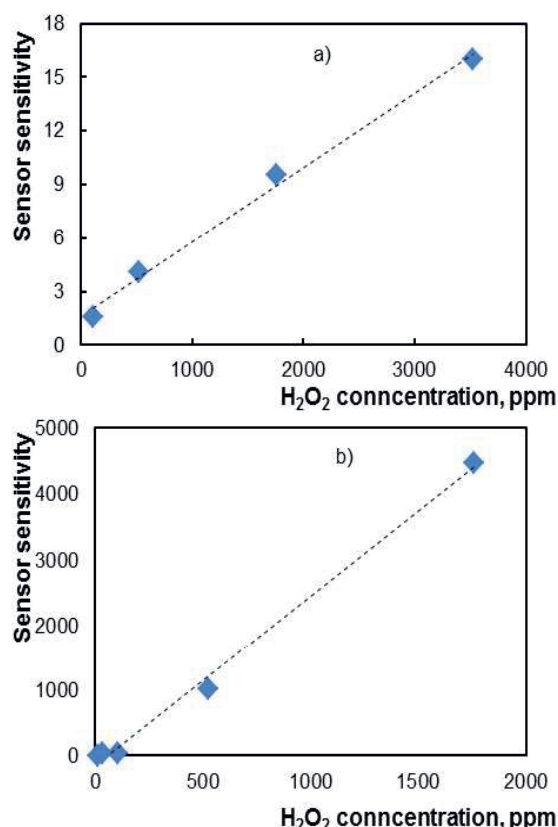 18
a)
15
12
9
6
3
0
Sensor sensitivity
0 1000 2000 3000 4000
H₂O₂ conncentration, ppm
5000
b)
4000
3000
2000
1000
0
Sensor sensitivity
0 500 1000 1500 2000
H₂O₂ conncentration, ppm